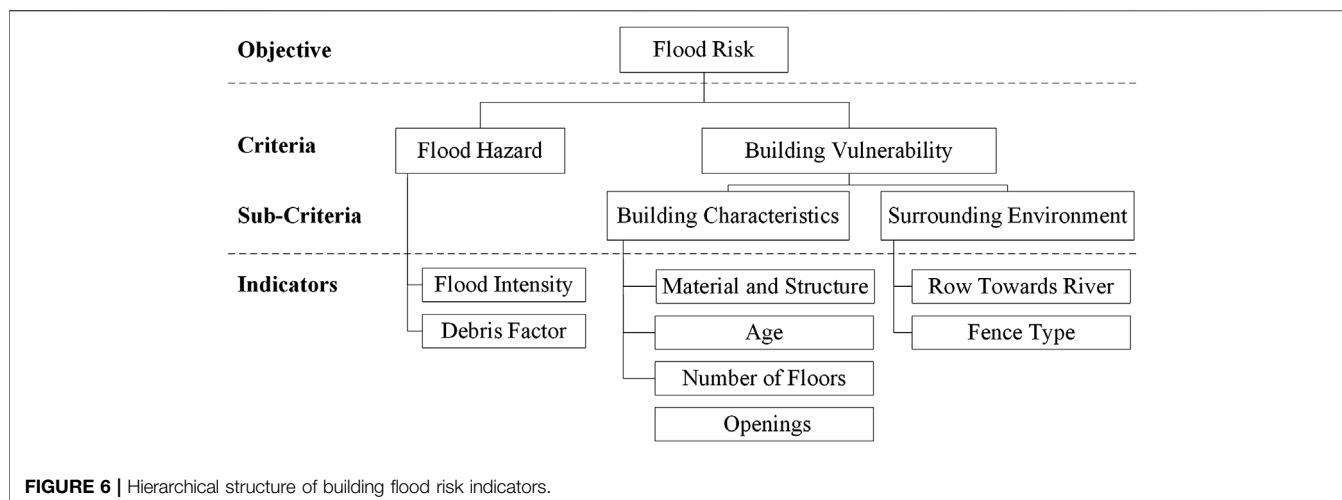 Objective
Flood Risk
Criteria
Flood Hazard
Building Vulnerability
Sub-Criteria
Building Characteristics
Surrounding Environment
Indicators
Flood Intensity
Material and Structure
Row Towards River
Debris Factor
Age
Fence Type
Number of Floors
Openings
FIGURE 6 | Hierarchical structure of building flood risk indicators.